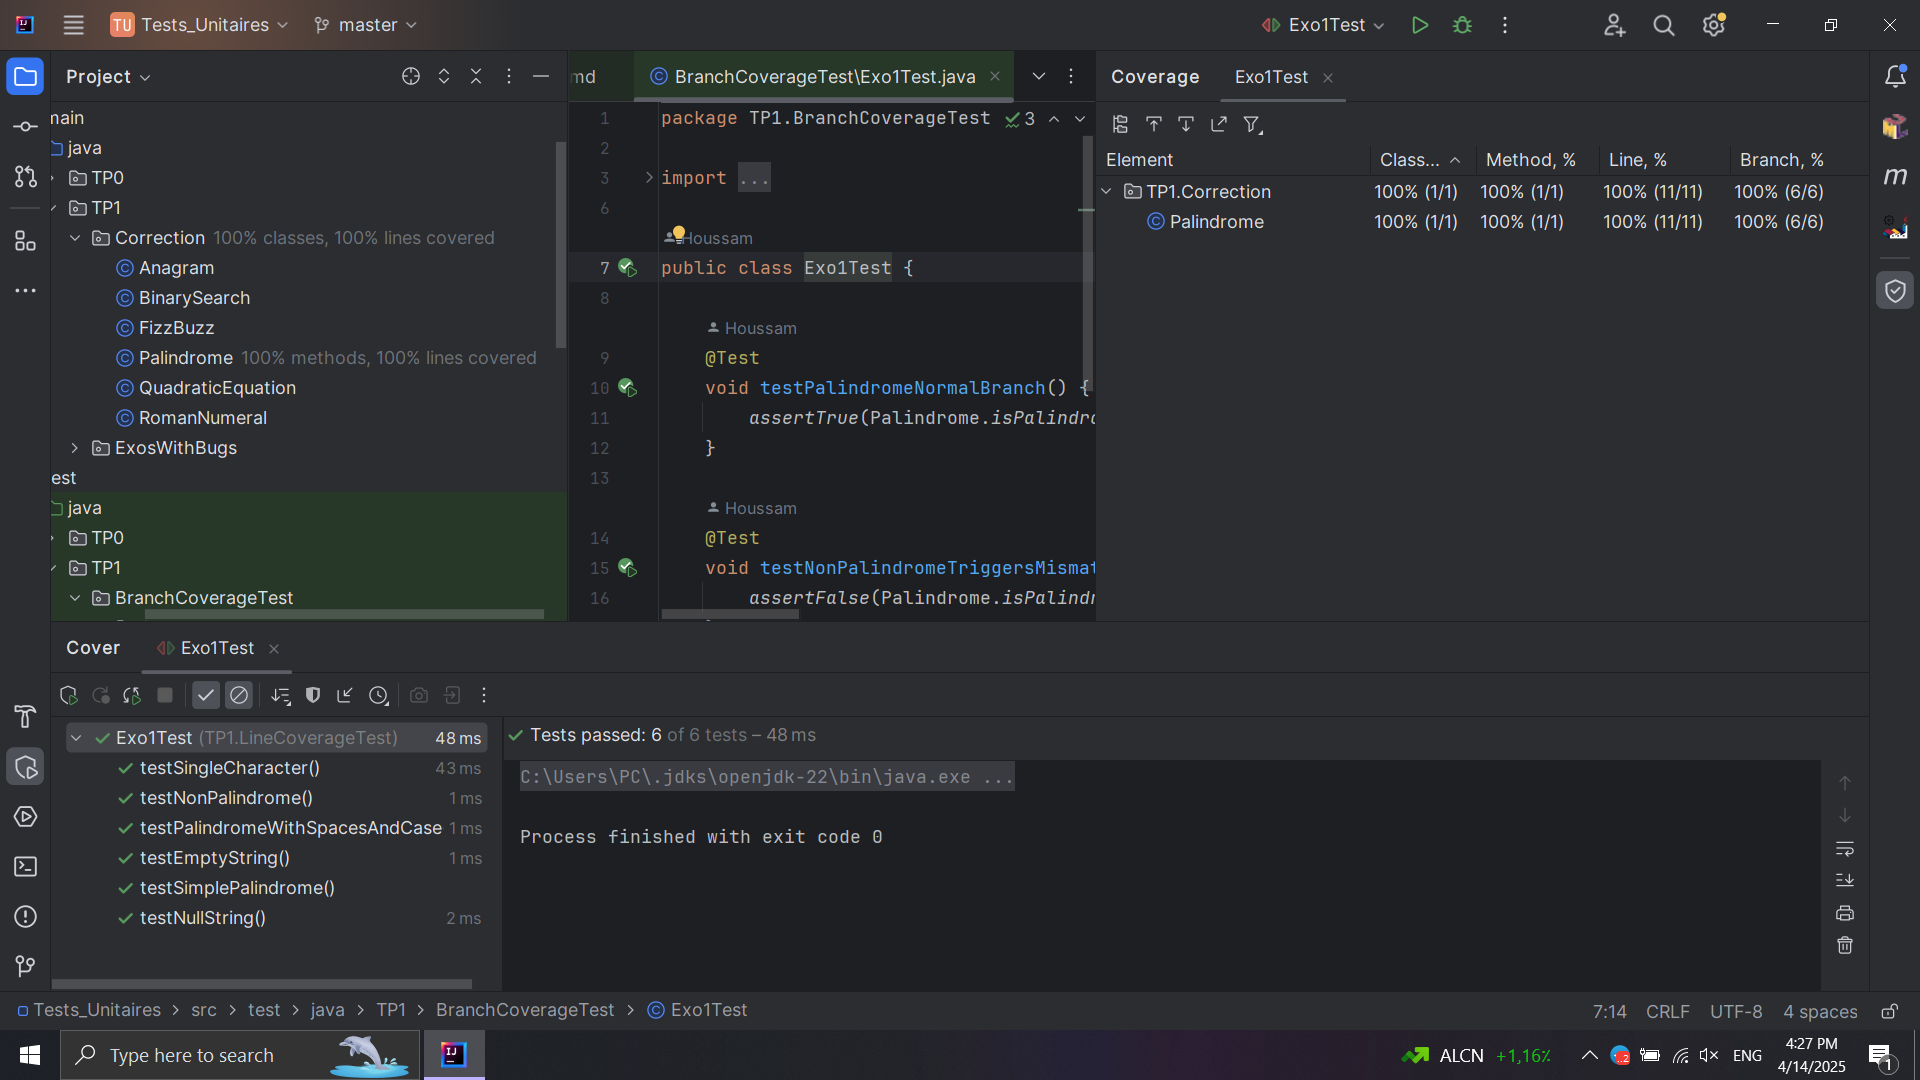 TU Tests_Unitaires master
Exo1Test
Project
main
java
TP0
TP1
Correction 100% classes, 100% lines covered
Anagram
BinarySearch
FizzBuzz
Palindrome 100% methods, 100% lines covered
QuadraticEquation
RomanNumeral
ExosWithBugs
est
java
TP0
TP1
BranchCoverageTest
md
BranchCoverageTest\Exo1Test.java
1 package TP1.BranchCoverageTest 3
2
3 import ...
6
Houssam
7 public class Exo1Test {
8
Houssam
9 @Test
10 void testPalindromeNormalBranch() {
11 assertTrue(Palindrome.isPalindro
12 }
13
Houssam
14 @Test
15 void testNonPalindromeTriggersMismat
16 assertFalse(Palindrome.isPalind
Coverage Exo1Test
Element Class... Method, % Line, % Branch, %
TP1.Correction 100% (1/1) 100% (1/1) 100% (11/11) 100% (6/6)
Palindrome 100% (1/1) 100% (1/1) 100% (11/11) 100% (6/6)
m
Cover Exo1Test
Exo1Test (TP1.LineCoverageTest) 48 ms
testSingleCharacter() 43 ms
testNonPalindrome() 1 ms
testPalindromeWithSpacesAndCase 1 ms
testEmptyString() 1 ms
testSimplePalindrome()
testNullString() 2 ms
Tests passed: 6 of 6 tests – 48 ms
C:\Users\PC\.jdks\openjdk-22\bin\java.exe ...
Process finished with exit code 0
Tests_Unitaires > src > test > java > TP1 > BranchCoverageTest > Exo1Test
7:14 CRLF UTF-8 4 spaces
Type here to search
ALCN +1,16%
ENG
4:27 PM
4/14/2025
1